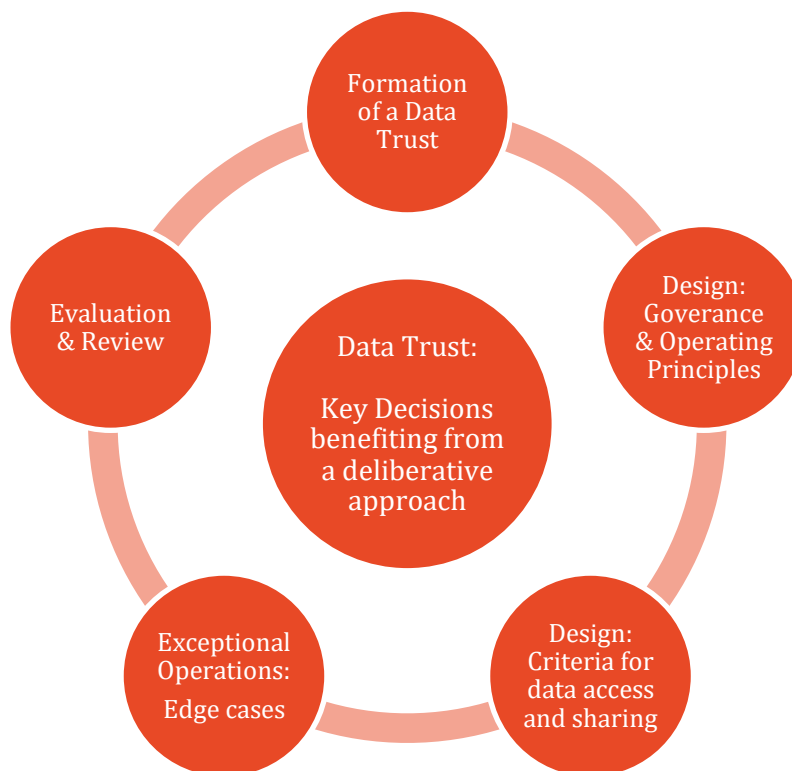 Formation
of a Data
Trust
Design:
Goverance
& Operating
Principles
Design:
Criteria for
data access
and sharing
Exceptional
Operations:
Edge cases
Evaluation
& Review
Data Trust:
Key Decisions
benefiting from
a deliberative
approach